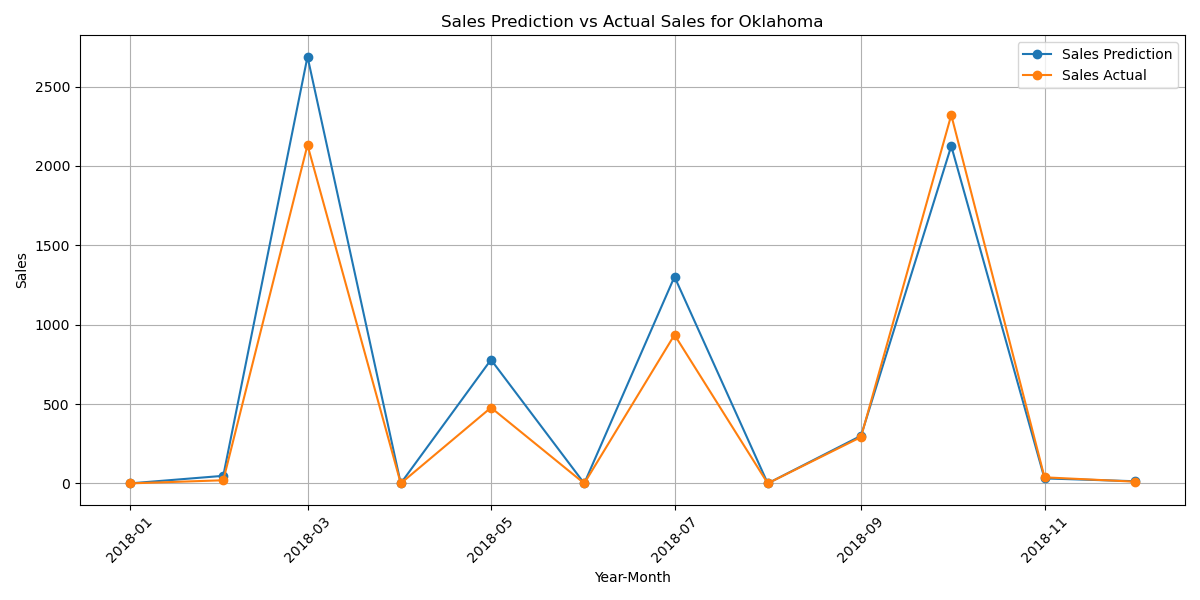 Sales Prediction vs Actual Sales for Oklahoma
Sales Prediction
Sales Actual
2500
2000
1500
1000
500
0
Sales
2018-01
2018-03
2018-05
2018-07
2018-09
2018-11
Year-Month